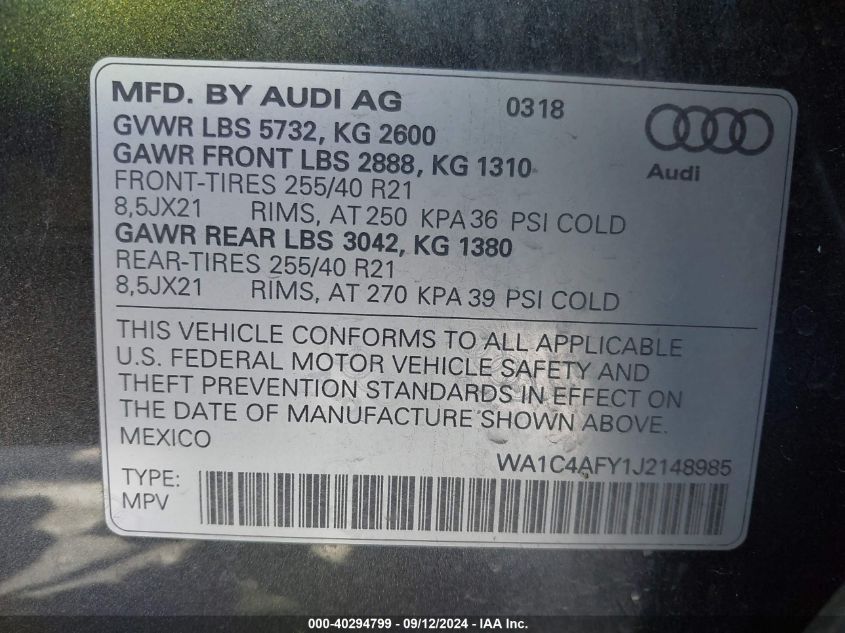 MFD. BY AUDI AG 0318
GVWR LBS 5732, KG 2600
GAWR FRONT LBS 2888, KG 1310
Audi
FRONT-TIRES 255/40 R21
8,5JX21 RIMS, AT 250 KPA 36 PSI COLD
GAWR REAR LBS 3042, KG 1380
REAR-TIRES 255/40 R21
8,5JX21 RIMS, AT 270 KPA 39 PSI COLD
THIS VEHICLE CONFORMS TO ALL APPLICABLE
U.S. FEDERAL MOTOR VEHICLE SAFETY AND
THEFT PREVENTION STANDARDS IN EFFECT ON
THE DATE OF MANUFACTURE SHOWN ABOVE.
MEXICO
WA1C4AFY1J2148985
TYPE:
MPV
000-40294799 - 09/12/2024 - IAA Inc.